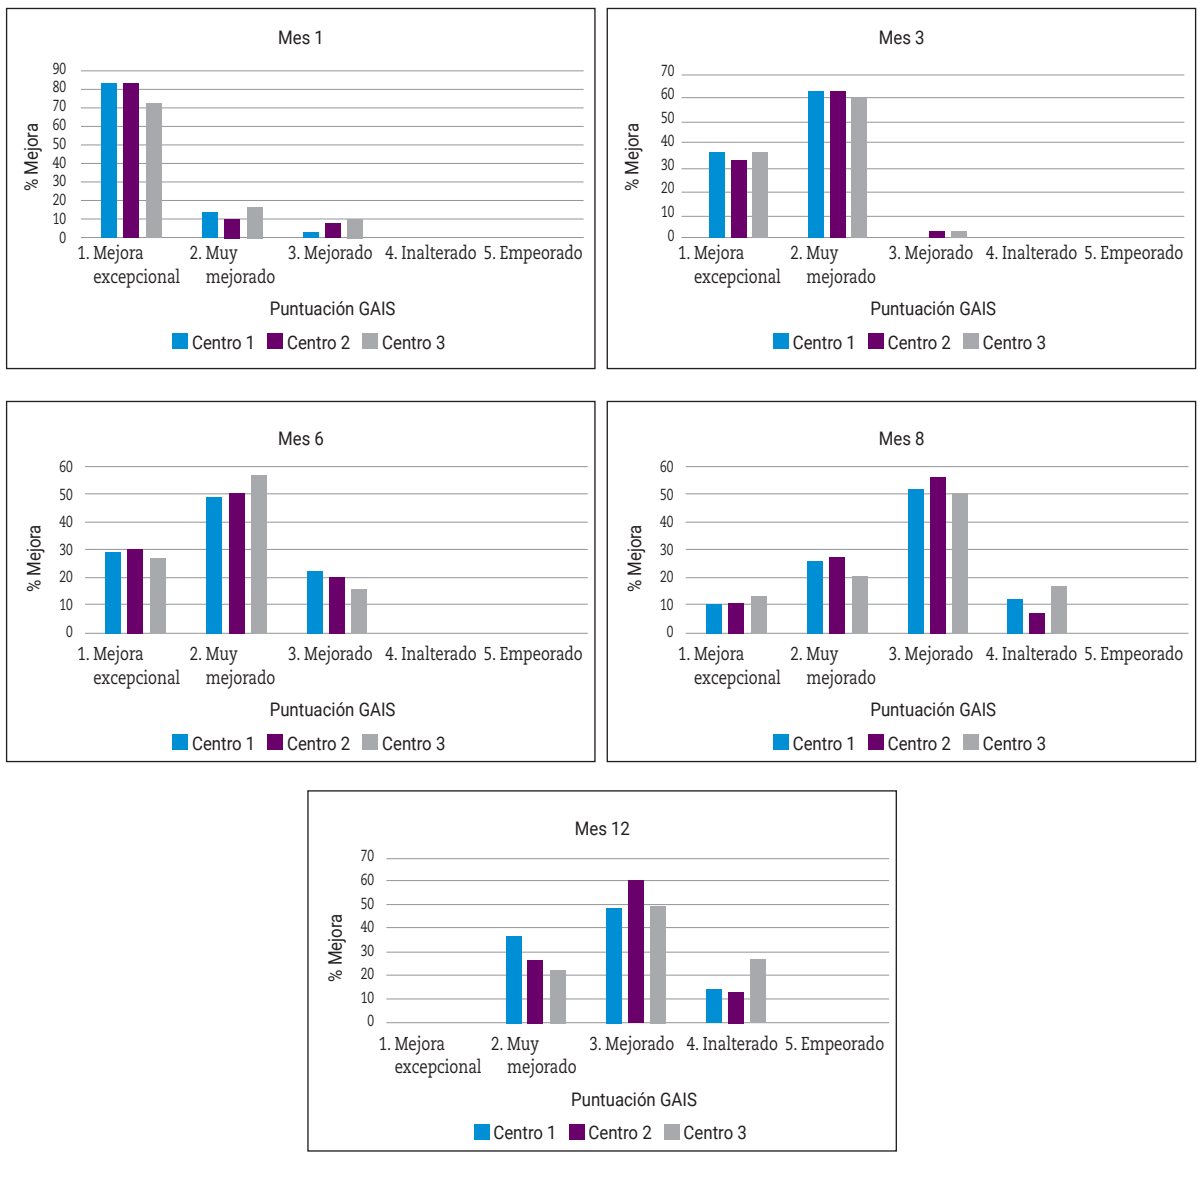 Mes 1
% Mejora
90
80
70
60
50
40
30
20
10
0
1. Mejora excepcional
2. Muy mejorado
3. Mejorado
4. Inalterado
5. Empeorado
Puntuación GAIS
Centro 1 Centro 2 Centro 3
Mes 3
% Mejora
70
60
50
40
30
20
10
0
1. Mejora excepcional
2. Muy mejorado
3. Mejorado
4. Inalterado
5. Empeorado
Puntuación GAIS
Centro 1 Centro 2 Centro 3
Mes 6
% Mejora
60
50
40
30
20
10
0
1. Mejora excepcional
2. Muy mejorado
3. Mejorado
4. Inalterado
5. Empeorado
Puntuación GAIS
Centro 1 Centro 2 Centro 3
Mes 8
% Mejora
60
50
40
30
20
10
0
1. Mejora excepcional
2. Muy mejorado
3. Mejorado
4. Inalterado
5. Empeorado
Puntuación GAIS
Centro 1 Centro 2 Centro 3
Mes 12
% Mejora
70
60
50
40
30
20
10
0
1. Mejora excepcional
2. Muy mejorado
3. Mejorado
4. Inalterado
5. Empeorado
Puntuación GAIS
Centro 1 Centro 2 Centro 3